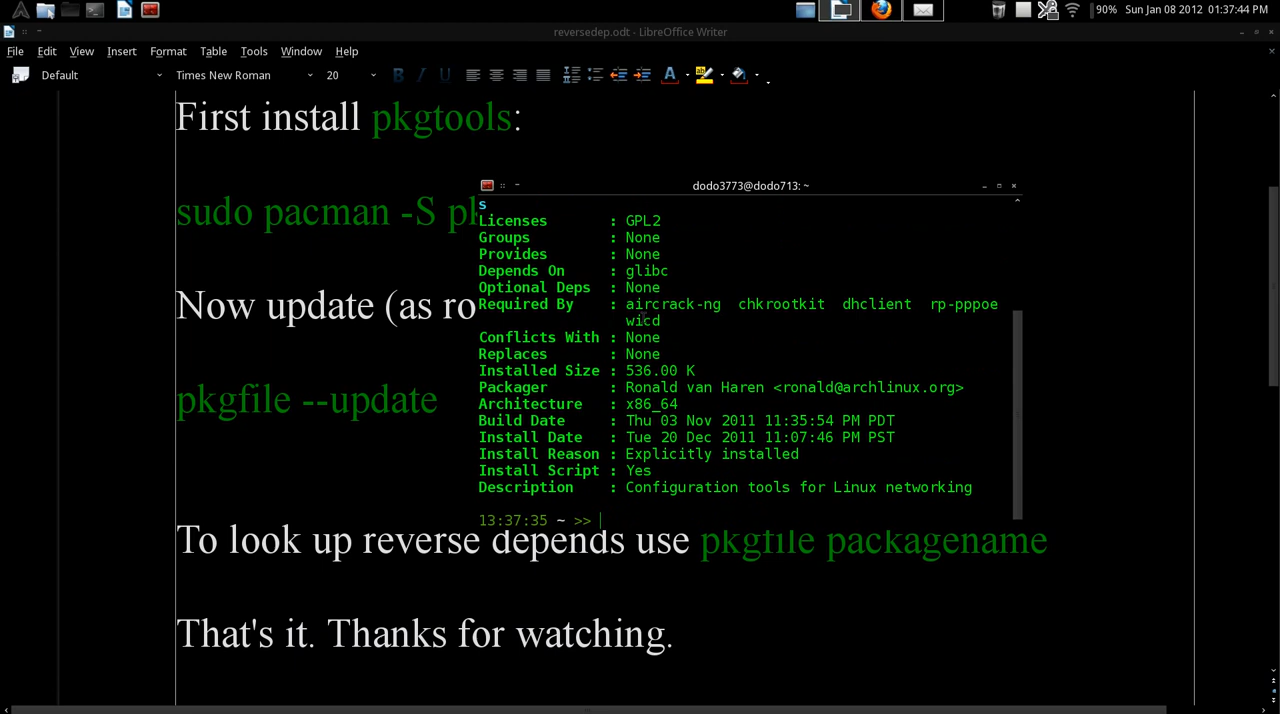 90% Sun Jan 08 2012 01:37:44 PM
reversedep.odt - LibreOffice Writer
File Edit View Insert Format Table Tools Window Help
Default Times New Roman 20 B I U A
First install pkgtools:
sudo pacman -S pk
Now update (as ro
pkgfile --update
To look up reverse depends use pkgfile packagename
That's it. Thanks for watching.
dodo3773@dodo713: ~
s
Licenses : GPL2
Groups : None
Provides : None
Depends On : glibc
Optional Deps : None
Required By : aircrack-ng chkrootkit dhclient rp-pppoe
wicd
Conflicts With : None
Replaces : None
Installed Size : 536.00 K
Packager : Ronald van Haren <ronald@archlinux.org>
Architecture : x86_64
Build Date : Thu 03 Nov 2011 11:35:54 PM PDT
Install Date : Tue 20 Dec 2011 11:07:46 PM PST
Install Reason : Explicitly installed
Install Script : Yes
Description : Configuration tools for Linux networking
13:37:35 ~ >>